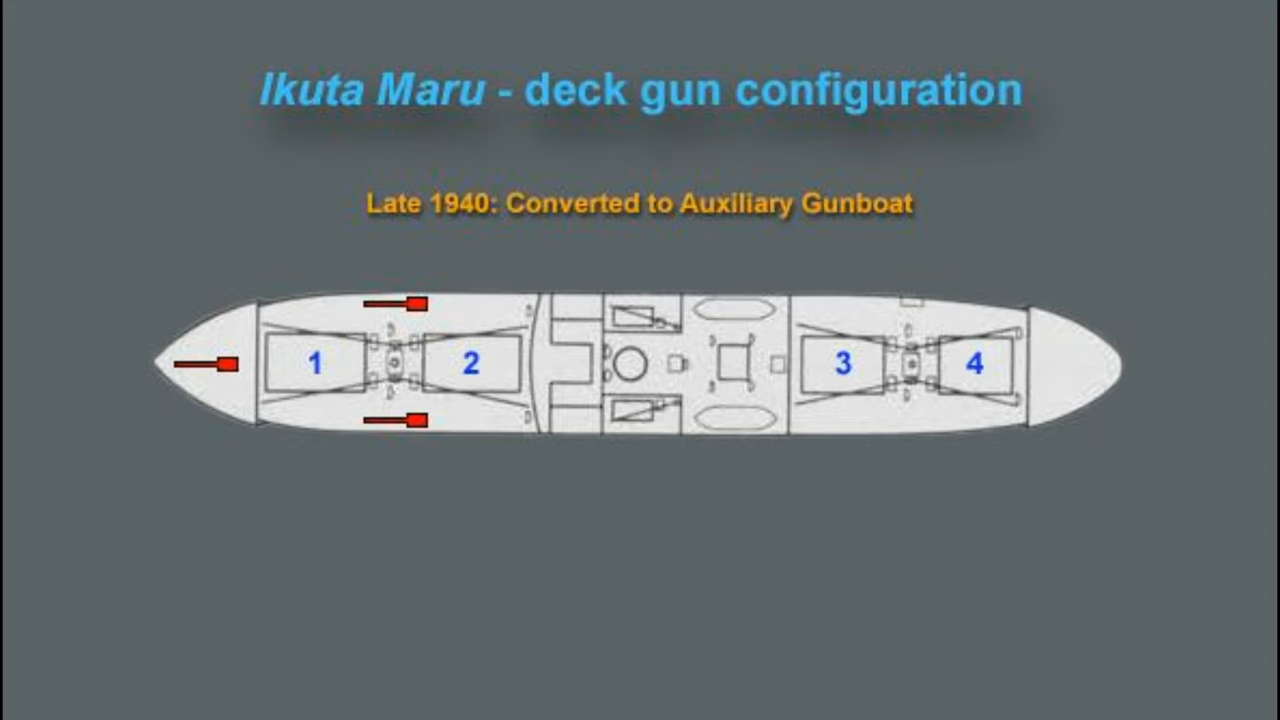 Ikuta Maru - deck gun configuration
Late 1940: Converted to Auxiliary Gunboat
1 2 3 4